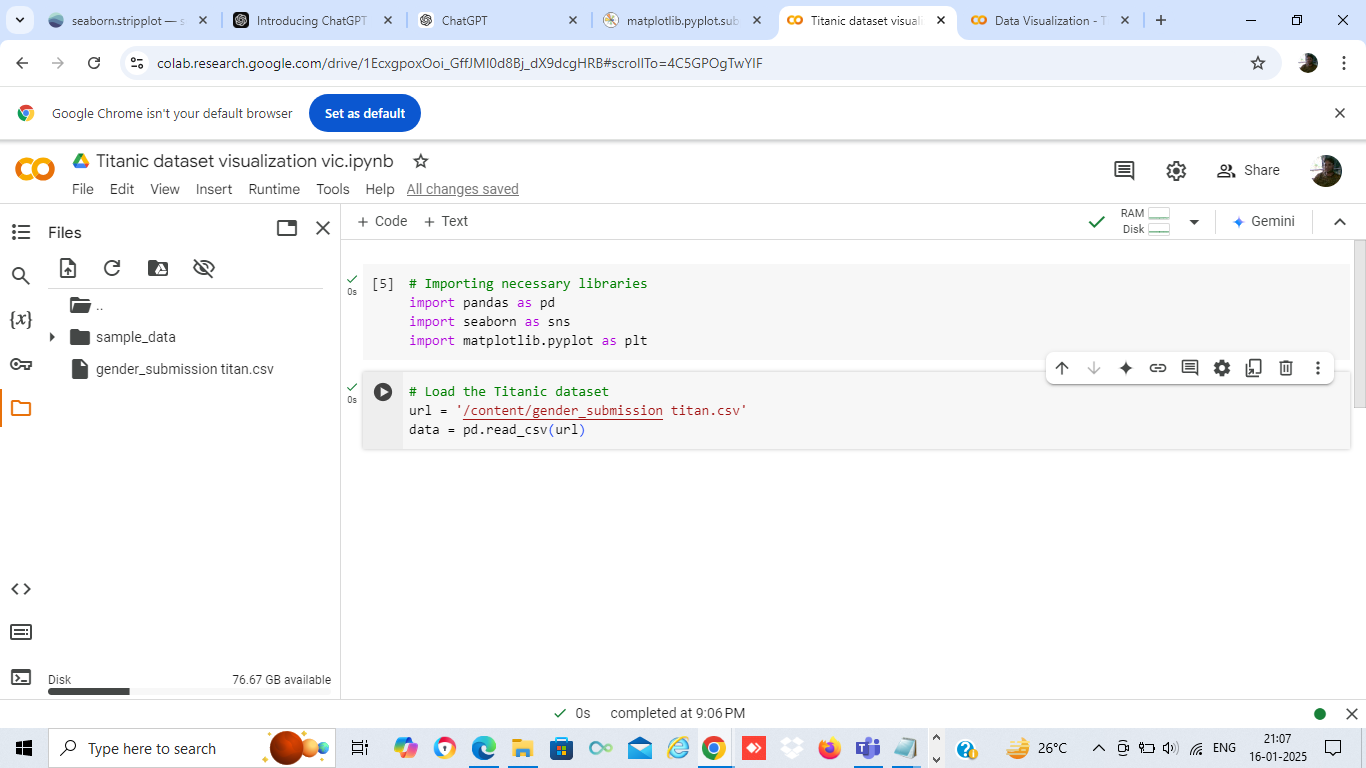 seaborn.stripplot — s
Introducing ChatGPT
ChatGPT
matplotlib.pyplot.sub
Titanic dataset visuali
Data Visualization - T
colab.research.google.com/drive/1EcxgpoxOoi_GffJMI0d8Bj_dX9dcgHRB#scrollTo=4C5GPOgTwYlF
Google Chrome isn't your default browser
Set as default
Titanic dataset visualization vic.ipynb
File Edit View Insert Runtime Tools Help All changes saved
Share
Files
+ Code + Text
RAM
Disk
Gemini
..
sample_data
gender_submission titan.csv
0s
[5]
# Importing necessary libraries
import pandas as pd
import seaborn as sns
import matplotlib.pyplot as plt
0s
# Load the Titanic dataset
url = '/content/gender_submission titan.csv'
data = pd.read_csv(url)
{x}
Disk 76.67 GB available
0s completed at 9:06 PM
Type here to search
26°C
ENG
21:07
16-01-2025